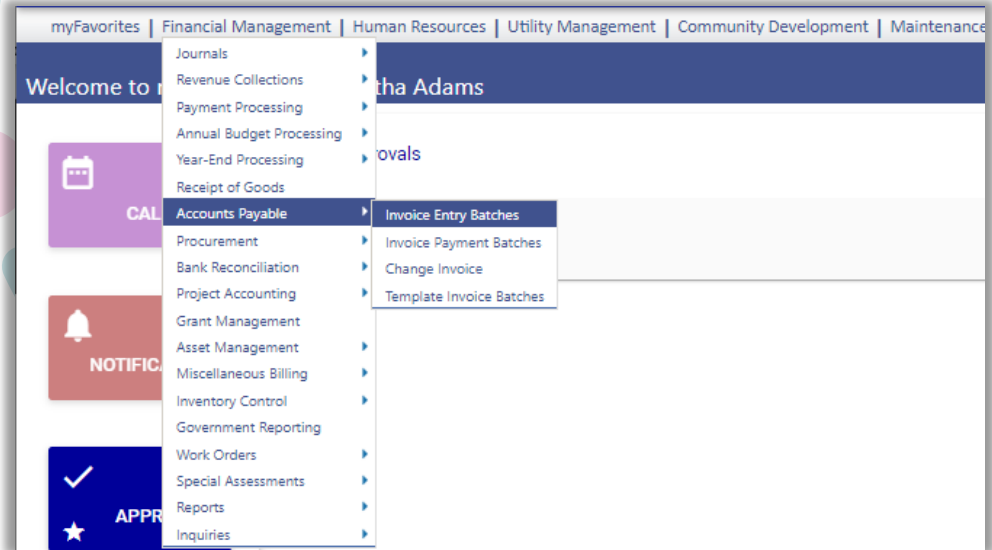 myFavorites | Financial Management | Human Resources | Utility Management | Community Development | Maintenance
Welcome to
tha Adams
ovals
CAL
NOTIFIC
APPR
Journals
Revenue Collections
Payment Processing
Annual Budget Processing
Year-End Processing
Receipt of Goods
Accounts Payable
Procurement
Bank Reconciliation
Project Accounting
Grant Management
Asset Management
Miscellaneous Billing
Inventory Control
Government Reporting
Work Orders
Special Assessments
Reports
Inquiries
Invoice Entry Batches
Invoice Payment Batches
Change Invoice
Template Invoice Batches